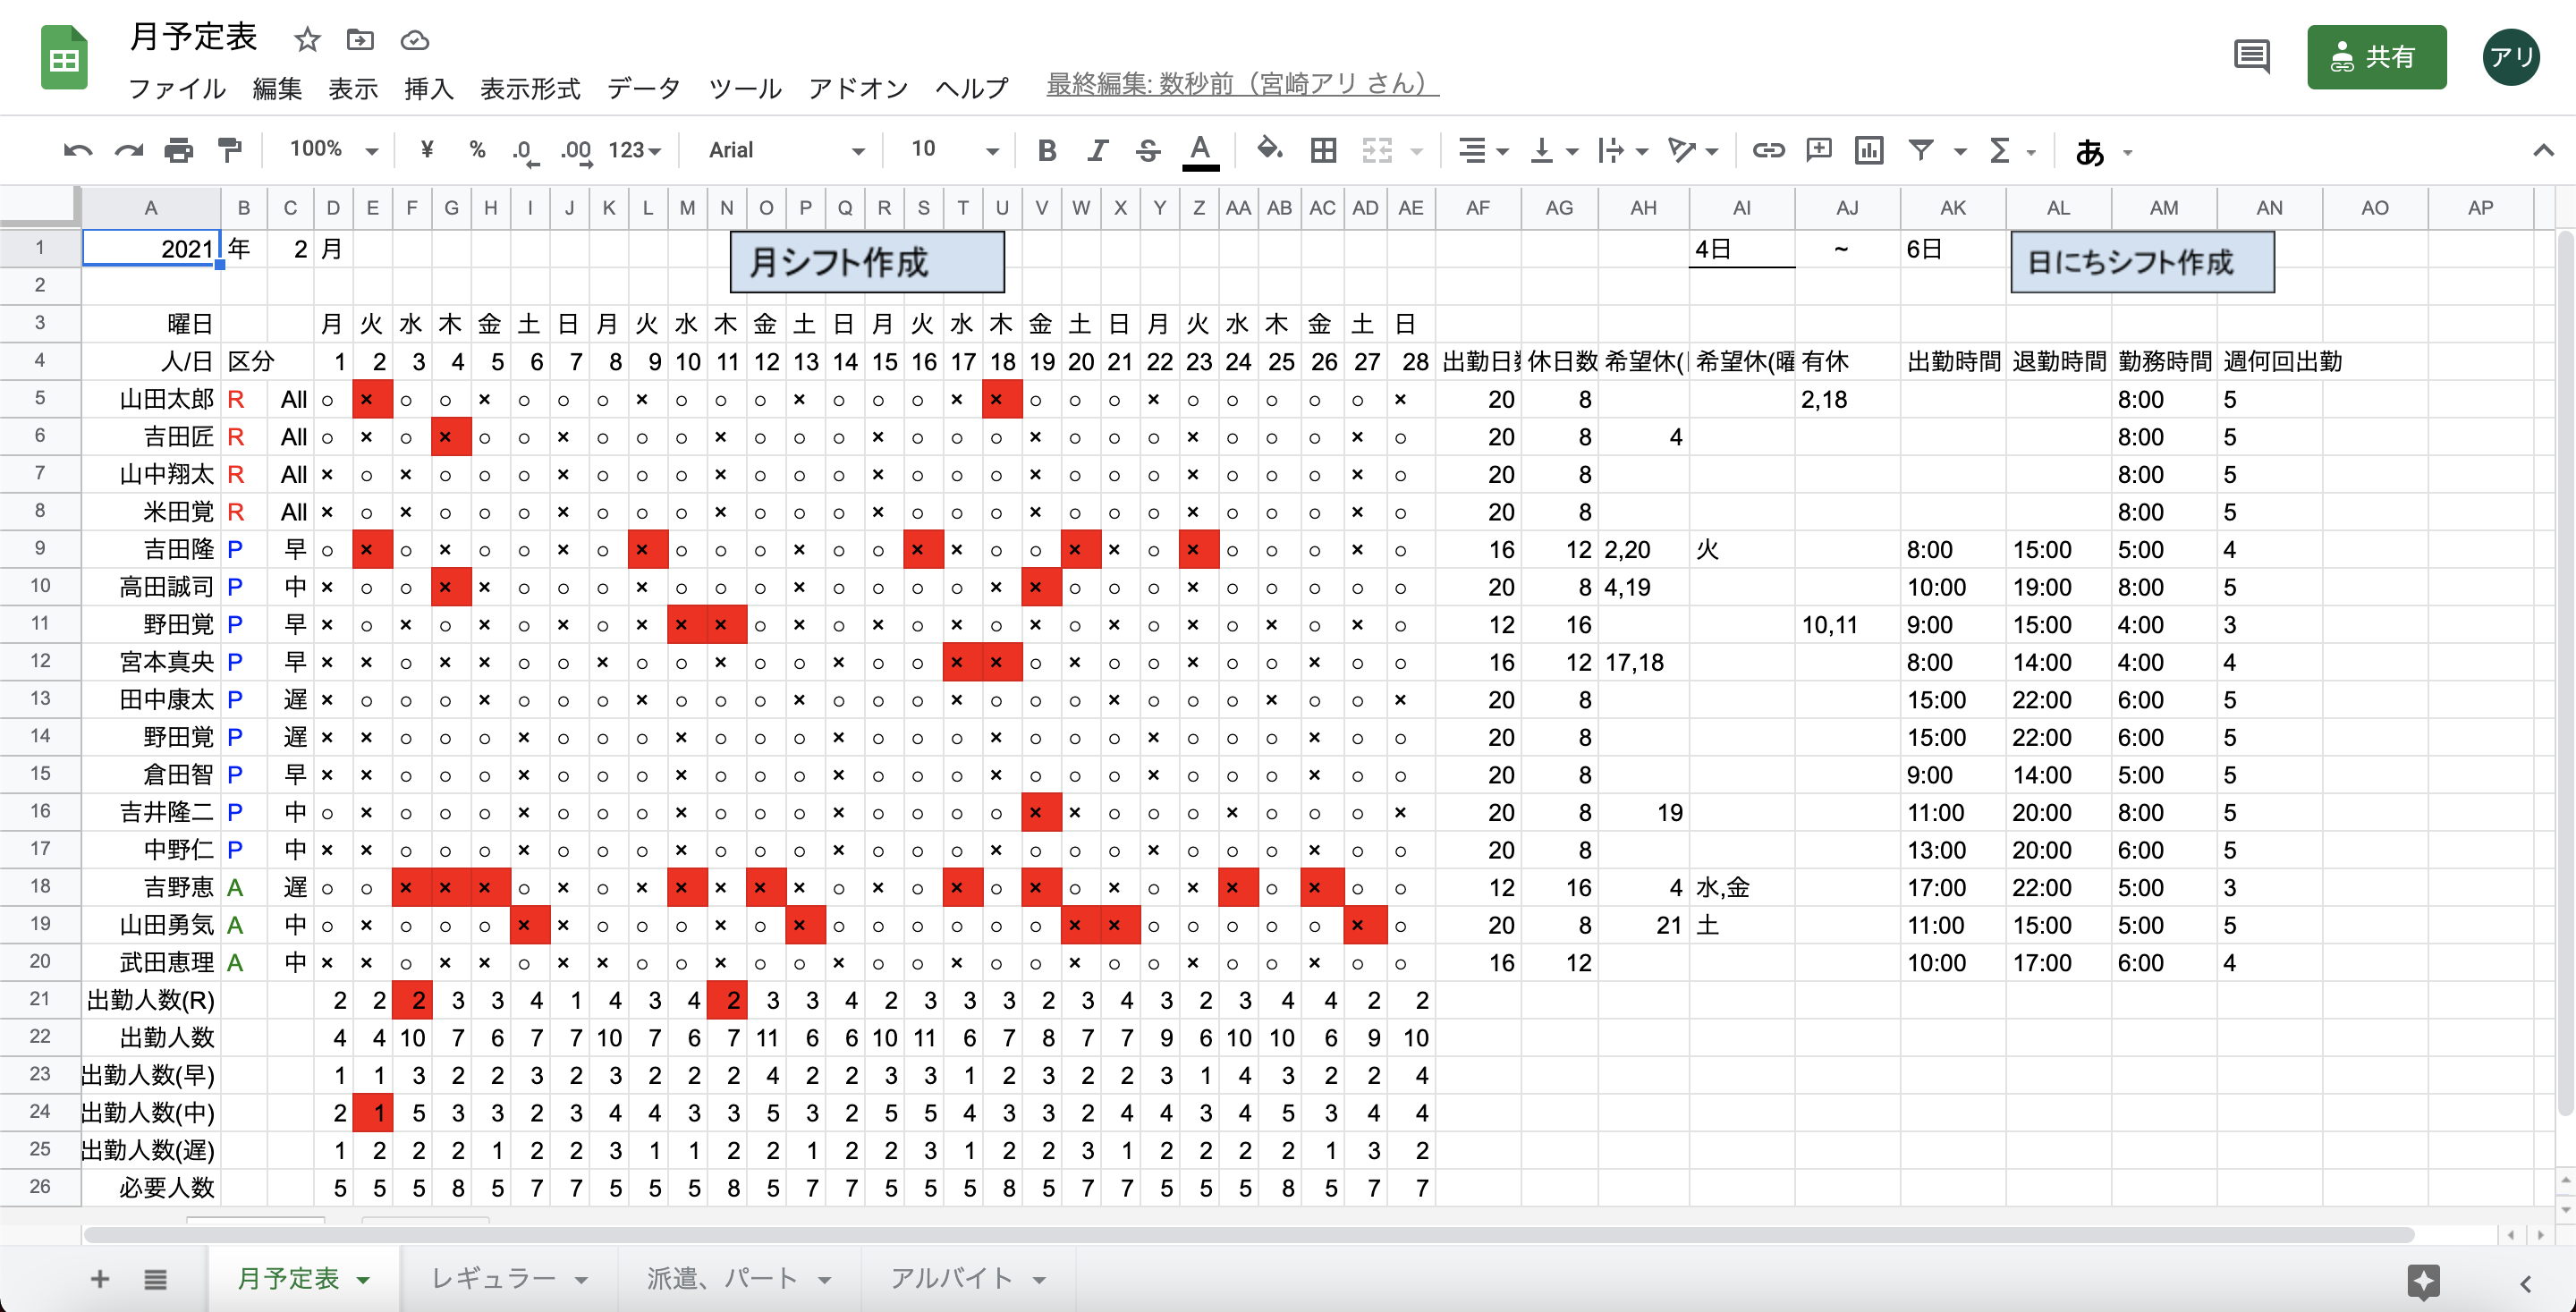 月予定表
ファイル 編集 表示 挿入 表示形式 データ ツール アドオン ヘルプ 最終編集: 数秒前（宮崎アリ さん）
共有 アリ
100% ¥ % .0 .00 123 Arial 10 B I S A Σ あ
A B C D E F G H I J K L M N O P Q R S T U V W X Y Z AA AB AC AD AE AF AG AH AI AJ AK AL AM AN AO AP
1 2021 年 2 月 月シフト作成 4日 ~ 6日 日にちシフト作成
2
3 曜日 月 火 水 木 金 土 日 月 火 水 木 金 土 日 月 火 水 木 金 土 日 月 火 水 木 金 土 日
4 人/日 区分 1 2 3 4 5 6 7 8 9 10 11 12 13 14 15 16 17 18 19 20 21 22 23 24 25 26 27 28 出勤日数 休日数 希望休( 希望休(曜 有休 出勤時間 退勤時間 勤務時間 週何回出勤
5 山田太郎 R All ○ × ○ ○ × ○ ○ ○ × ○ ○ ○ × ○ ○ ○ × × ○ ○ ○ × ○ ○ ○ ○ ○ × 20 8 2,18 8:00 5
6 吉田匠 R All ○ × ○ × ○ ○ × ○ ○ ○ × ○ ○ ○ × ○ ○ ○ × ○ ○ ○ × ○ ○ ○ × ○ 20 8 4 8:00 5
7 山中翔太 R All × ○ × ○ ○ ○ × ○ ○ ○ × ○ ○ ○ × ○ ○ ○ × ○ ○ ○ × ○ ○ ○ × ○ 20 8 8:00 5
8 米田覚 R All × ○ × ○ ○ ○ × ○ ○ ○ × ○ ○ ○ × ○ ○ ○ × ○ ○ ○ × ○ ○ ○ × ○ 20 8 8:00 5
9 吉田隆 P 早 ○ × ○ × ○ ○ × ○ × ○ ○ ○ × ○ ○ × × ○ ○ × × ○ × ○ ○ ○ × ○ 16 12 2,20 火 8:00 15:00 5:00 4
10 高田誠司 P 中 × ○ ○ × × ○ ○ ○ × ○ ○ ○ × ○ ○ ○ ○ × × ○ ○ ○ × ○ ○ ○ ○ ○ 20 8 4,19 10:00 19:00 8:00 5
11 野田覚 P 早 × ○ × ○ × ○ × ○ × × × ○ × ○ × ○ × ○ × ○ × ○ × ○ × ○ × ○ 12 16 10,11 9:00 15:00 4:00 3
12 宮本真央 P 早 × × ○ × × ○ ○ × ○ ○ × ○ ○ × ○ ○ × × ○ × ○ ○ × ○ ○ × ○ ○ 16 12 17,18 8:00 14:00 4:00 4
13 田中康太 P 遅 × ○ ○ ○ × ○ ○ ○ × ○ ○ ○ × ○ ○ ○ × ○ ○ ○ × ○ ○ ○ × ○ ○ × 20 8 15:00 22:00 6:00 5
14 野田覚 P 遅 × × ○ ○ ○ × ○ ○ ○ × ○ ○ ○ × ○ ○ ○ × ○ ○ ○ × ○ ○ ○ × ○ ○ 20 8 15:00 22:00 6:00 5
15 倉田智 P 早 × × ○ ○ ○ × ○ ○ ○ × ○ ○ ○ × ○ ○ ○ × ○ ○ ○ × ○ ○ ○ × ○ ○ 20 8 9:00 14:00 5:00 5
16 吉井隆二 P 中 ○ × ○ ○ ○ × ○ ○ ○ × ○ ○ ○ × ○ ○ ○ ○ × × ○ ○ ○ × ○ ○ ○ × 20 8 19 11:00 20:00 8:00 5
17 中野仁 P 中 × × ○ ○ ○ × ○ ○ ○ × ○ ○ ○ × ○ ○ ○ × ○ ○ ○ × ○ ○ ○ × ○ ○ 20 8 13:00 20:00 6:00 5
18 吉野恵 A 遅 ○ ○ × × × ○ × ○ × × × × × ○ × ○ × ○ × ○ × ○ × × ○ × ○ ○ 12 16 4 水,金 17:00 22:00 5:00 3
19 山田勇気 A 中 ○ × ○ ○ ○ × × ○ ○ ○ × ○ × ○ ○ ○ ○ ○ ○ × × ○ ○ ○ ○ ○ × ○ 20 8 21 土 11:00 15:00 5:00 5
20 武田恵理 A 中 × × ○ × × ○ × × ○ ○ × ○ ○ × ○ ○ × ○ ○ × ○ ○ × ○ ○ × ○ ○ 16 12 10:00 17:00 6:00 4
21 出勤人数(R) 2 2 2 3 3 4 1 4 3 4 2 3 3 4 2 3 3 3 2 3 4 3 2 3 4 4 2 2
22 出勤人数 4 4 10 7 6 7 7 10 7 6 7 11 6 6 10 11 6 7 8 7 7 9 6 10 10 6 9 10
23 出勤人数(早) 1 1 3 2 2 3 2 3 2 2 2 4 2 2 3 3 1 2 3 2 2 3 1 4 3 2 2 4
24 出勤人数(中) 2 1 5 3 3 2 3 4 4 3 3 5 3 2 5 5 4 3 3 2 4 4 3 4 5 3 4 4
25 出勤人数(遅) 1 2 2 2 1 2 2 3 1 1 2 2 1 2 2 3 1 2 2 3 1 2 2 2 2 1 3 2
26 必要人数 5 5 5 8 5 7 7 5 5 5 8 5 7 7 5 5 5 8 5 7 7 5 5 5 8 5 7 7
月予定表 レギュラー 派遣、パート アルバイト